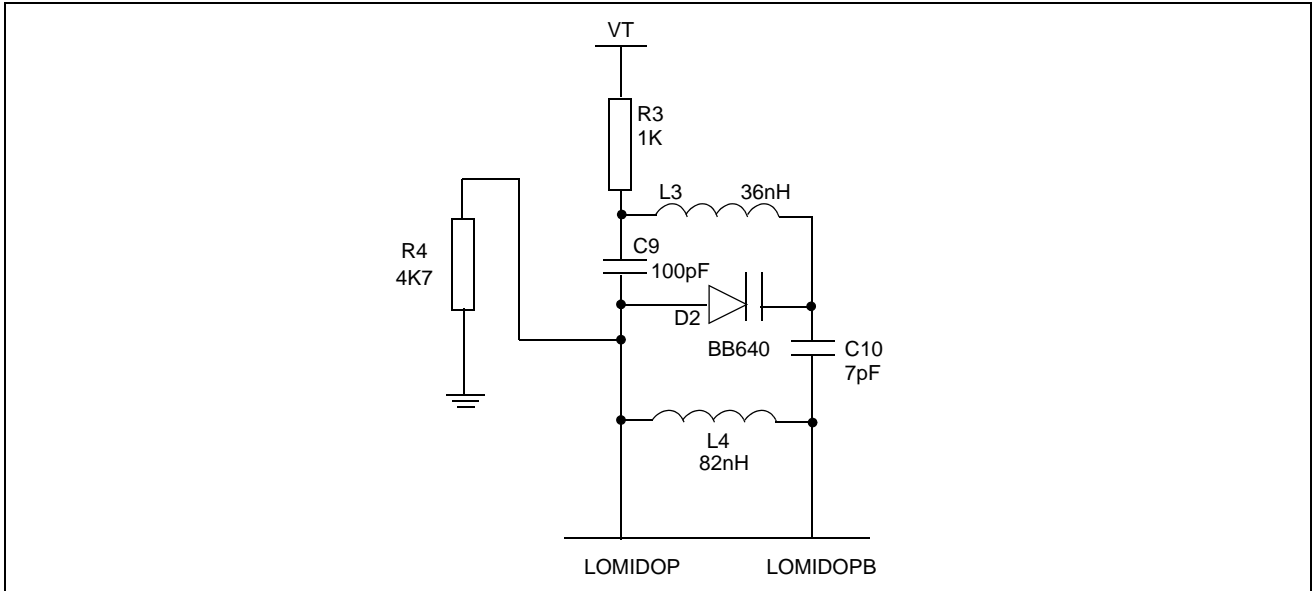 VT
R3
1K
L3 36nH
C9
100pF
R4
4K7
D2
BB640
C10
7pF
L4
82nH
LOMIDOP LOMIDOPB